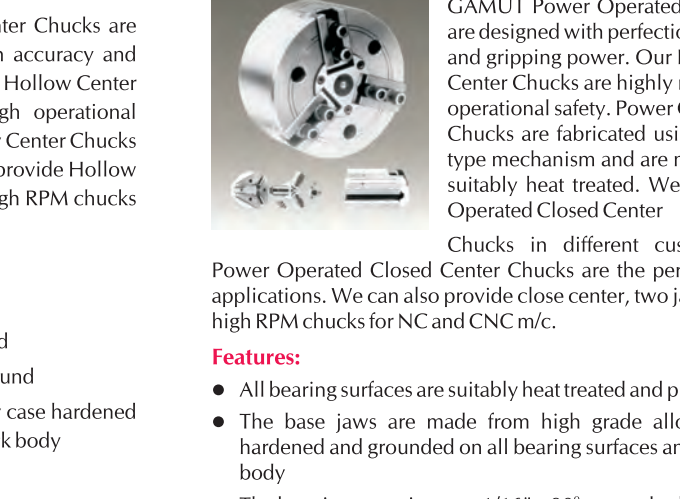 nter Chucks are
accuracy and
Hollow Center
gh operational
Center Chucks
provide Hollow
gh RPM chucks
d
und
case hardened
k body
GAMUT Power Operated
are designed with perfectio
and gripping power. Our
Center Chucks are highly
operational safety. Power
Chucks are fabricated usi
type mechanism and are
suitably heat treated. We
Operated Closed Center
Chucks in different cus
Power Operated Closed Center Chucks are the per
applications. We can also provide close center, two ja
high RPM chucks for NC and CNC m/c.
Features:
● All bearing surfaces are suitably heat treated and p
● The base jaws are made from high grade allo
hardened and grounded on all bearing surfaces an
body